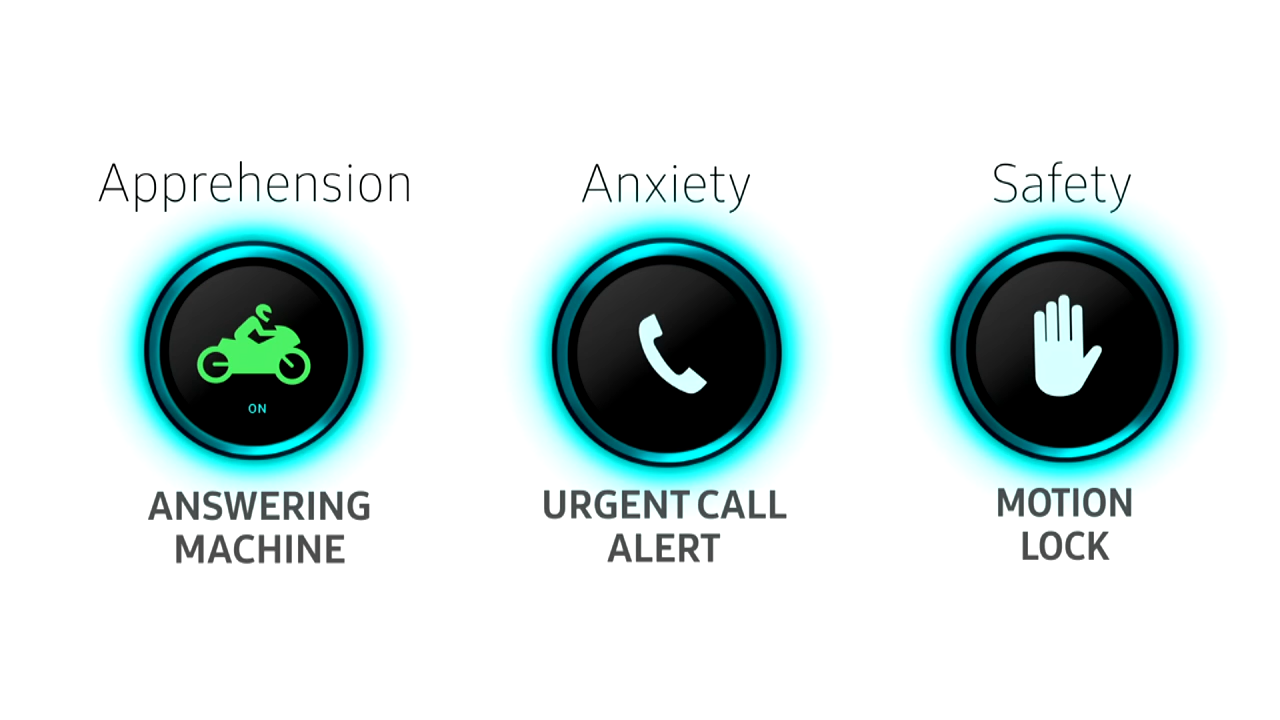 Apprehension
Anxiety
Safety
ON
ANSWERING
MACHINE
URGENT CALL
ALERT
MOTION
LOCK